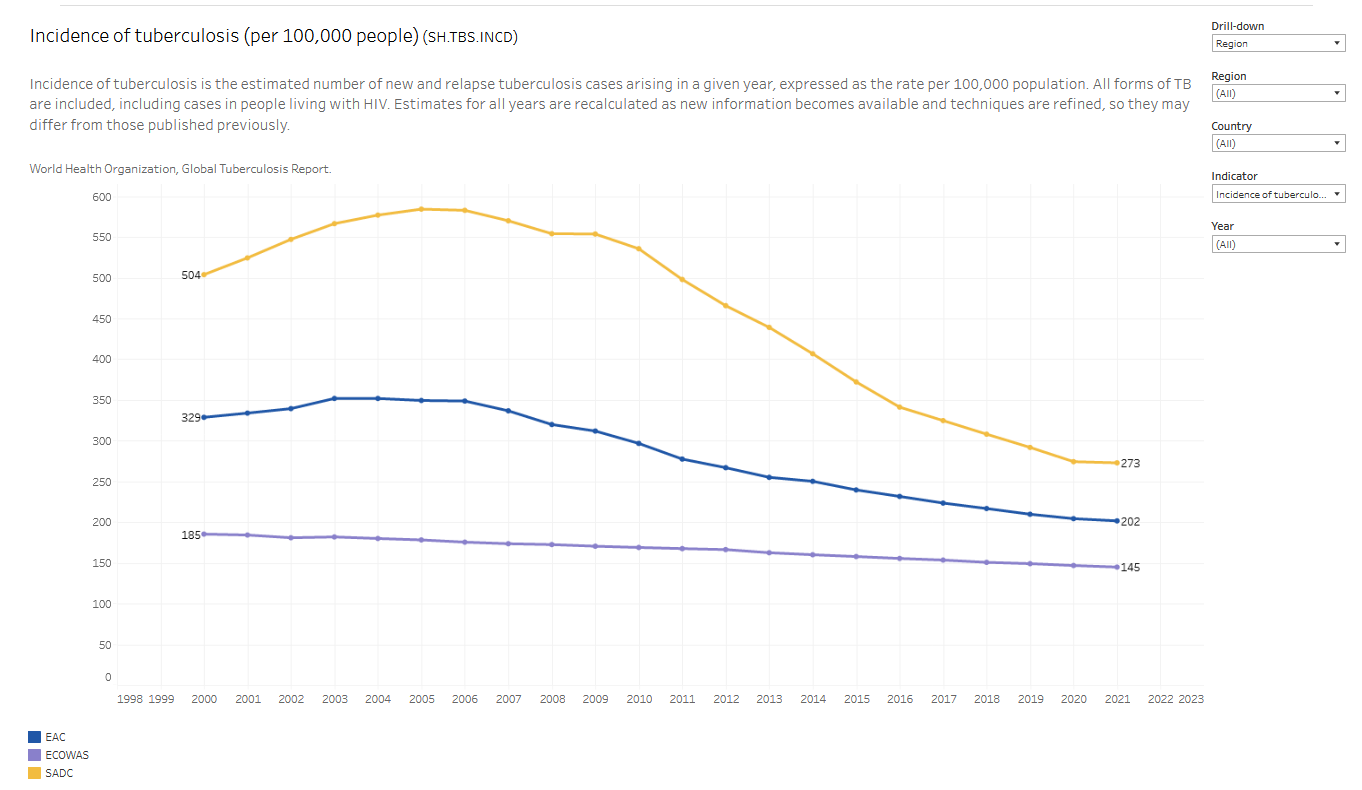 Incidence of tuberculosis (per 100,000 people) (SH.TBS.INCD)
Incidence of tuberculosis is the estimated number of new and relapse tuberculosis cases arising in a given year, expressed as the rate per 100,000 population. All forms of TB
are included, including cases in people living with HIV. Estimates for all years are recalculated as new information becomes available and techniques are refined, so they may
differ from those published previously.
World Health Organization, Global Tuberculosis Report.
Drill-down
Region
Region
(All)
Country
(All)
Indicator
Incidence of tuberculo...
Year
(All)
600
550
500
450
400
350
300
250
200
150
100
50
0
504
329
185
273
202
145
1998 1999 2000 2001 2002 2003 2004 2005 2006 2007 2008 2009 2010 2011 2012 2013 2014 2015 2016 2017 2018 2019 2020 2021 2022 2023
EAC
ECOWAS
SADC